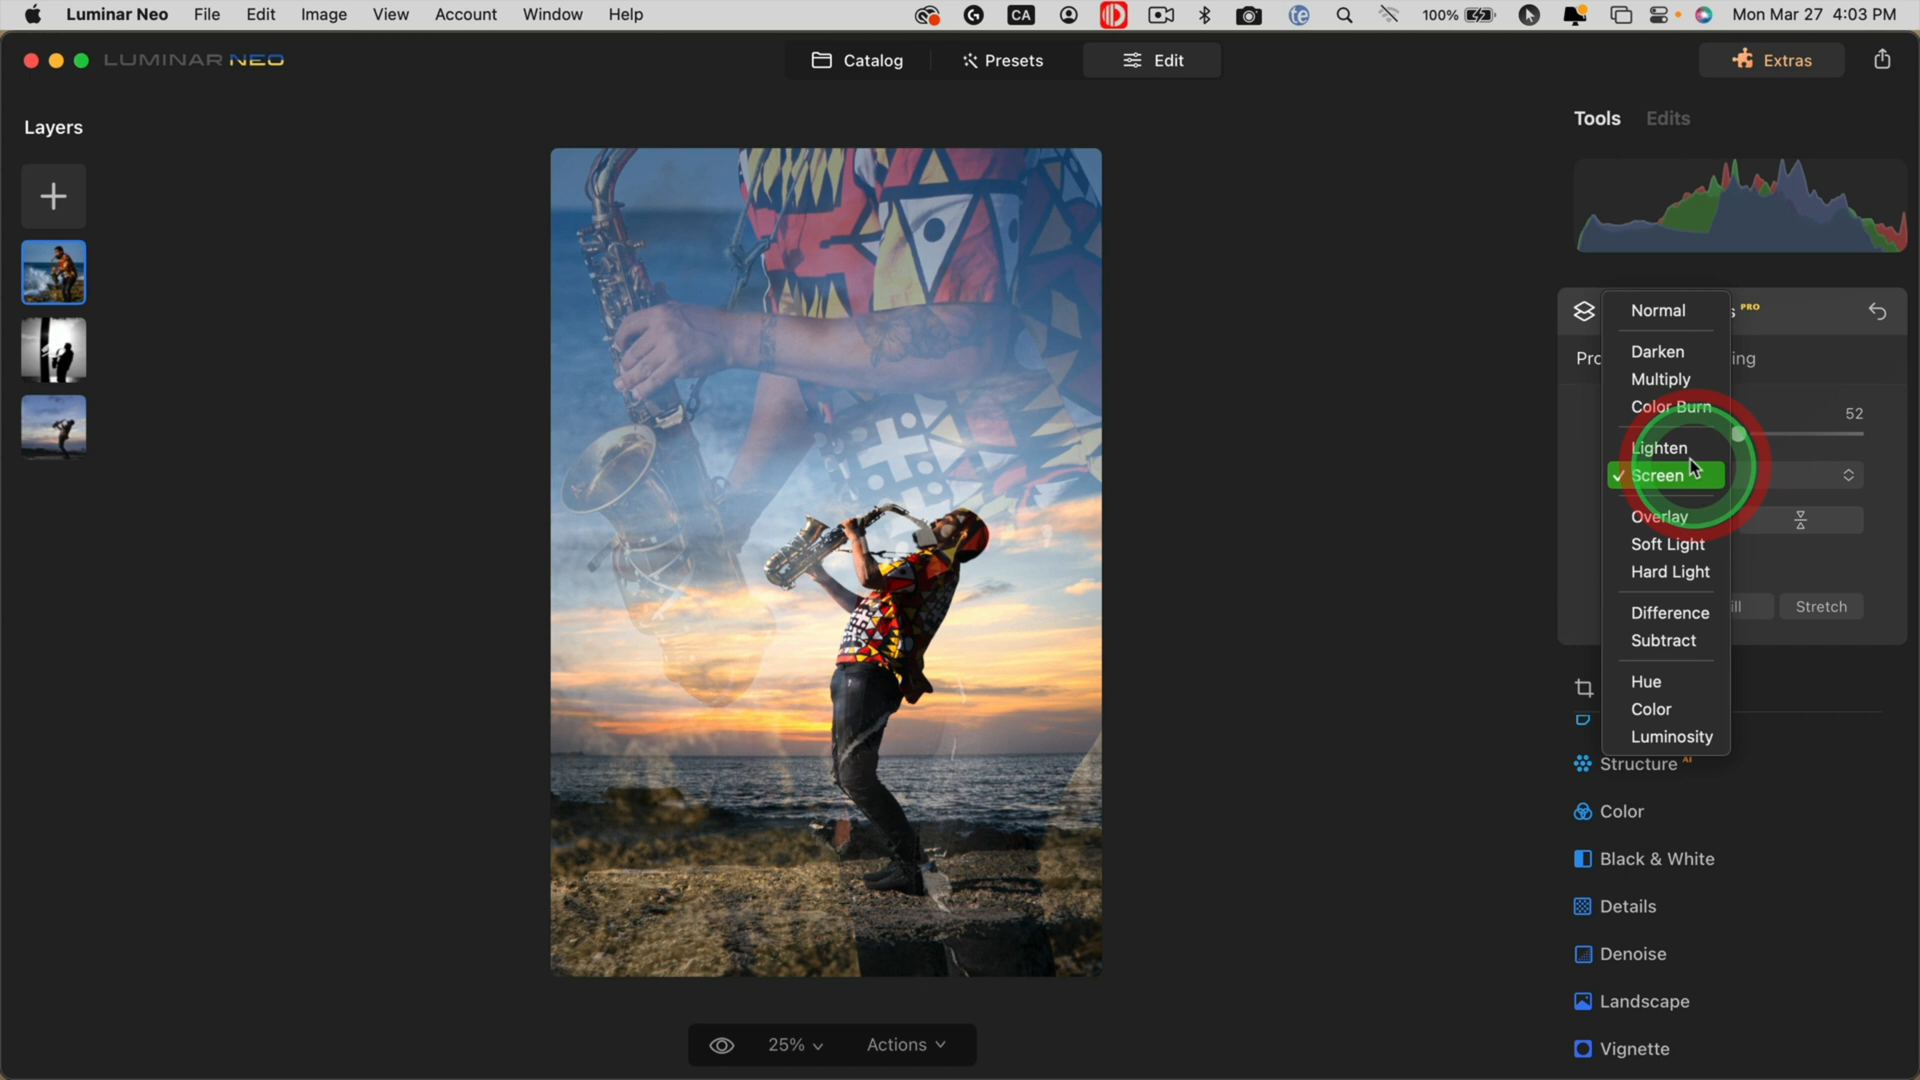 Luminar Neo File Edit Image View Account Window Help CA te 100% Mon Mar 27 4:03 PM
LUMINAR NEO Catalog Presets Edit Extras
Tools Edits
Layers
PRO
Normal
Darken
Multiply
Color Burn
52
Lighten
Screen
Overlay
Soft Light
Hard Light
Stretch
Difference
Subtract
Hue
Color
Luminosity
Structure AI
Color
Black & White
Details
Denoise
Landscape
Vignette
25% Actions